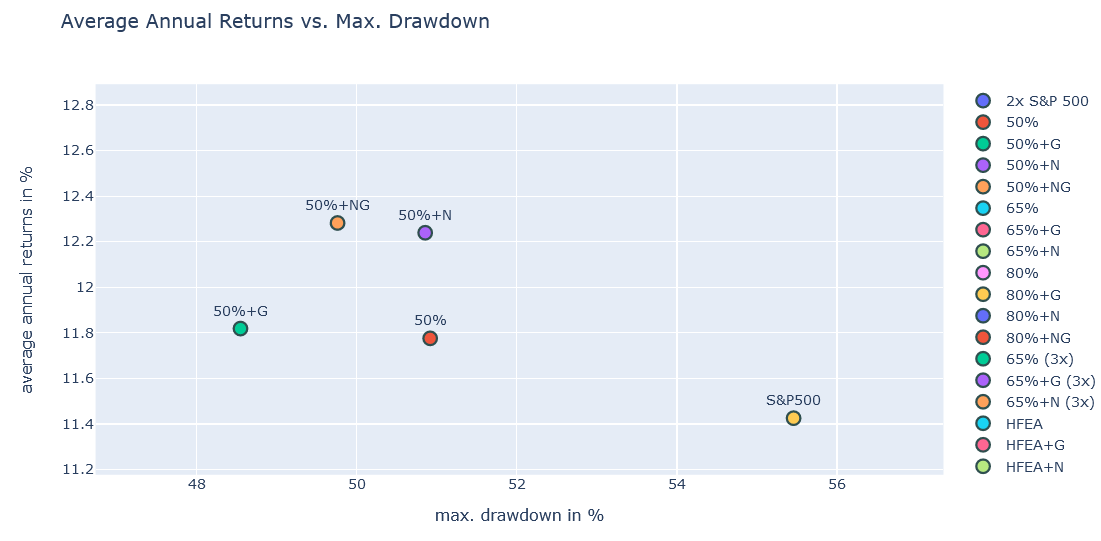 Average Annual Returns vs. Max. Drawdown
average annual returns in %
12.8
12.6
12.4
12.2
12
11.8
11.6
11.4
11.2
50%+NG
50%+N
50%+G
50%
S&P500
48
50
52
54
56
max. drawdown in %
2x S&P 500
50%
50%+G
50%+N
50%+NG
65%
65%+G
65%+N
80%
80%+G
80%+N
80%+NG
65% (3x)
65%+G (3x)
65%+N (3x)
HFEA
HFEA+G
HFEA+N